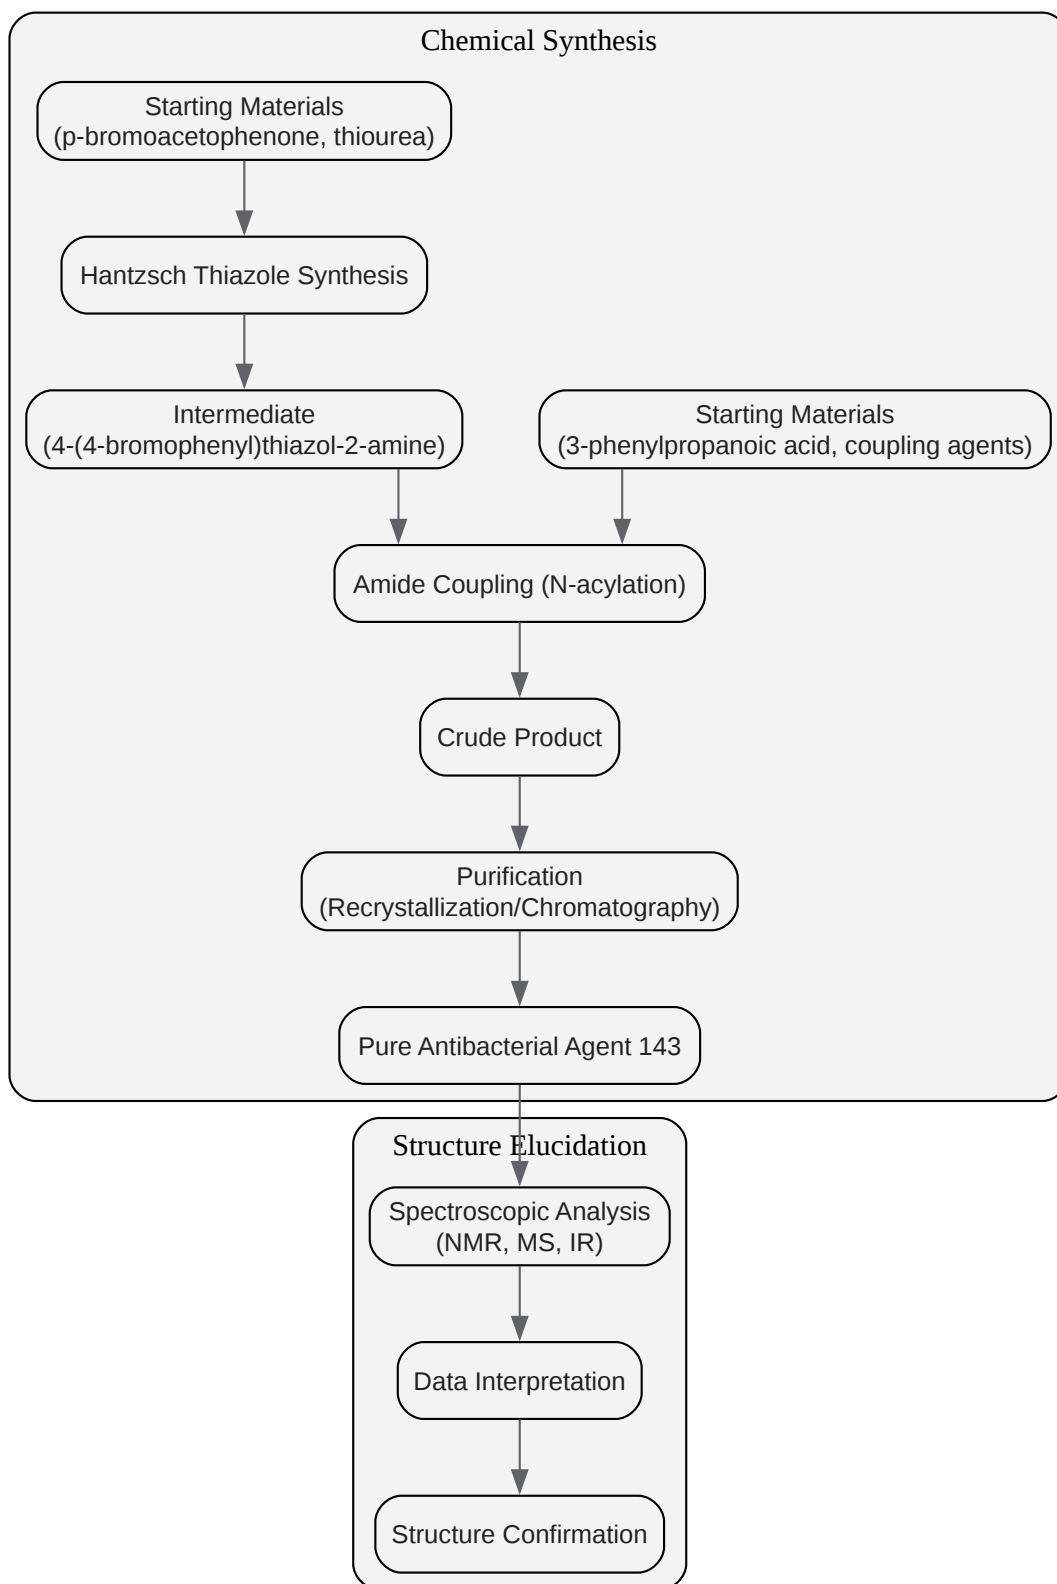 Chemical Synthesis
Starting Materials
(p-bromoacetophenone, thiourea)
Hantzsch Thiazole Synthesis
Intermediate
(4-(4-bromophenyl)thiazol-2-amine)
Starting Materials
(3-phenylpropanoic acid, coupling agents)
Amide Coupling (N-acylation)
Crude Product
Purification
(Recrystallization/Chromatography)
Pure Antibacterial Agent 143
Structure Elucidation
Spectroscopic Analysis
(NMR, MS, IR)
Data Interpretation
Structure Confirmation